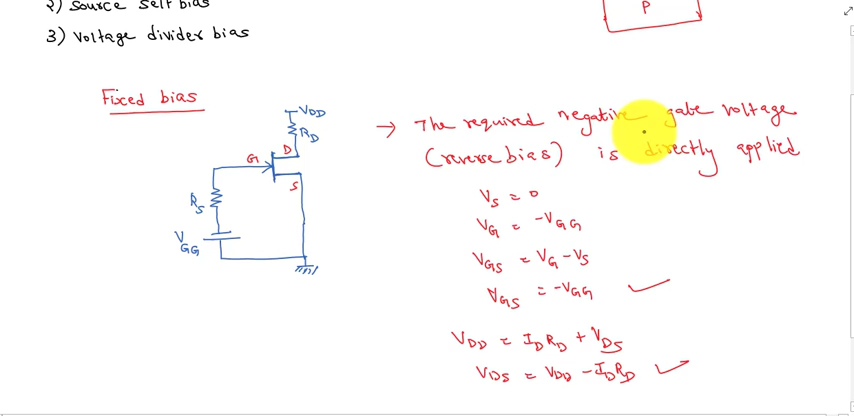 2) Source self bias
3) Voltage divider bias
P
Fixed bias
VDD
RD
D
G
S
RS
VGG
→ The required negative gate voltage
(reverse bias) is directly applied
VS = 0
VG = -VGG
VGS = VG - VS
VGS = -VGG ✓
VDD = IDRD + VDS
VDS = VDD - IDRD ✓